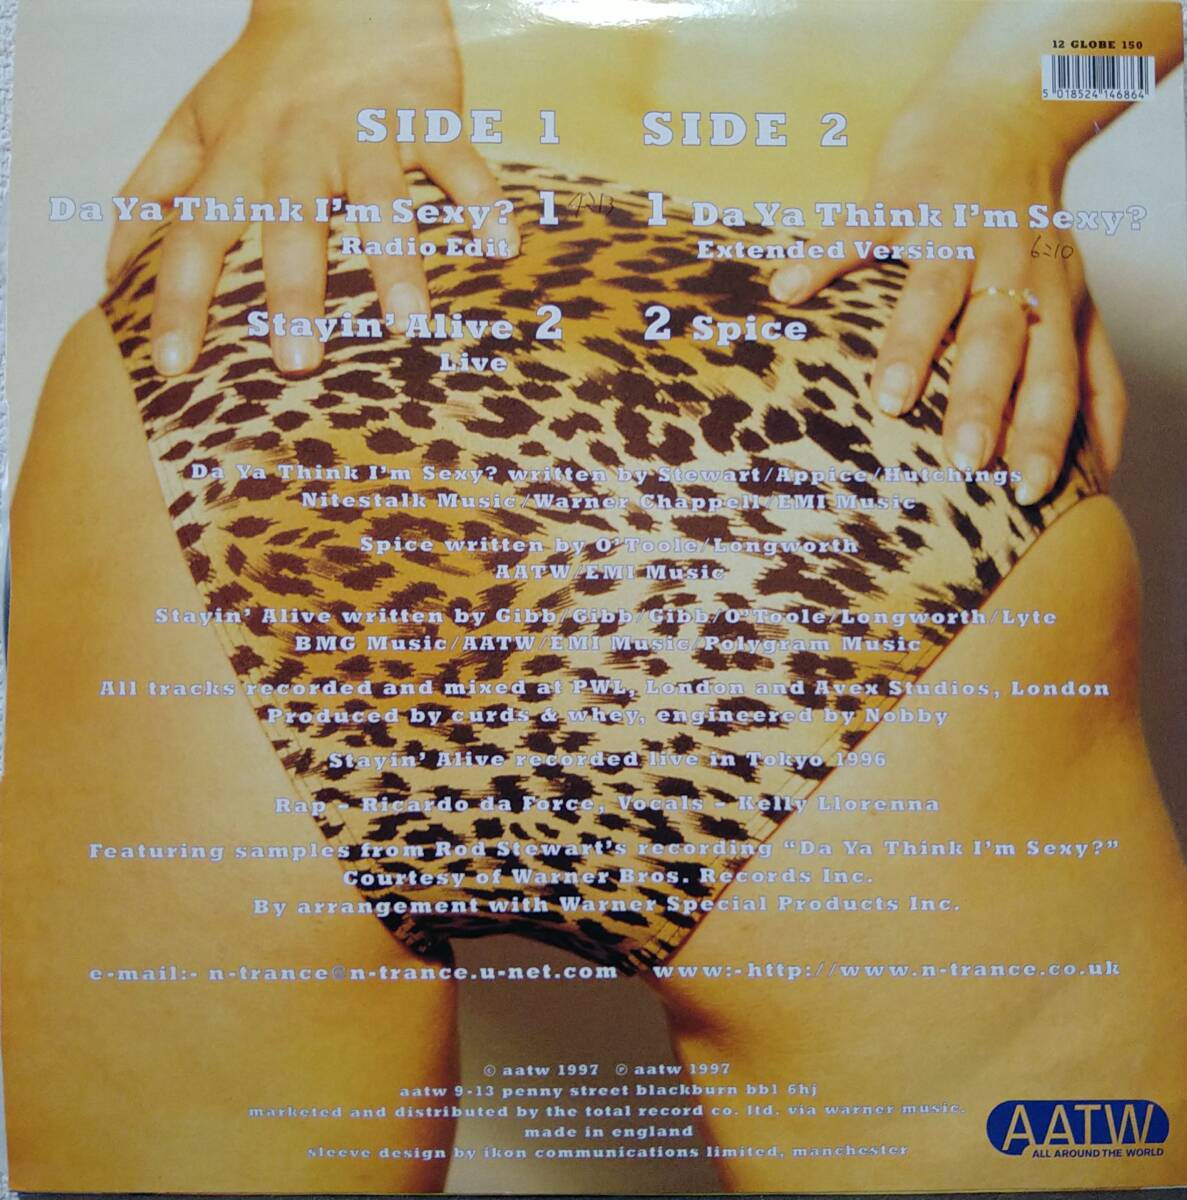 12 GLOBE 150
5 018524 146864
SIDE 1 SIDE 2
Da Ya Think I'm Sexy? 1 1 Da Ya Think I'm Sexy?
Radio Edit Extended Version 6:10
Stayin' Alive 2 2 Spice
Live
Da Ya Think I'm Sexy? written by Stewart/Appice/Hutchings
Nitestalk Music/Warner Chappell/EMI Music
Spice written by O'Toole/Longworth
AATW/EMI Music
Stayin' Alive written by Gibb/Gibb/Gibb/O'Toole/Longworth/Lyte
BMG Music/AATW/EMI Music/Polygram Music
All tracks recorded and mixed at PWL, London and Avex Studios, London
Produced by curds & whey, engineered by Nobby
Stayin' Alive recorded live in Tokyo 1996
Rap - Ricardo da Force, Vocals - Kelly Llorenna
Featuring samples from Rod Stewart's recording "Da Ya Think I'm Sexy?"
Courtesy of Warner Bros. Records Inc.
By arrangement with Warner Special Products Inc.
e-mail:- n-trance@n-trance.u-net.com www:-http://www.n-trance.co.uk
© aatw 1997 ℗ aatw 1997
aatw 9-13 penny street blackburn bb1 6hj
marketed and distributed by the total record co. ltd. via warner music.
made in england
sleeve design by ikon communications limited, manchester
AATW
ALL AROUND THE WORLD